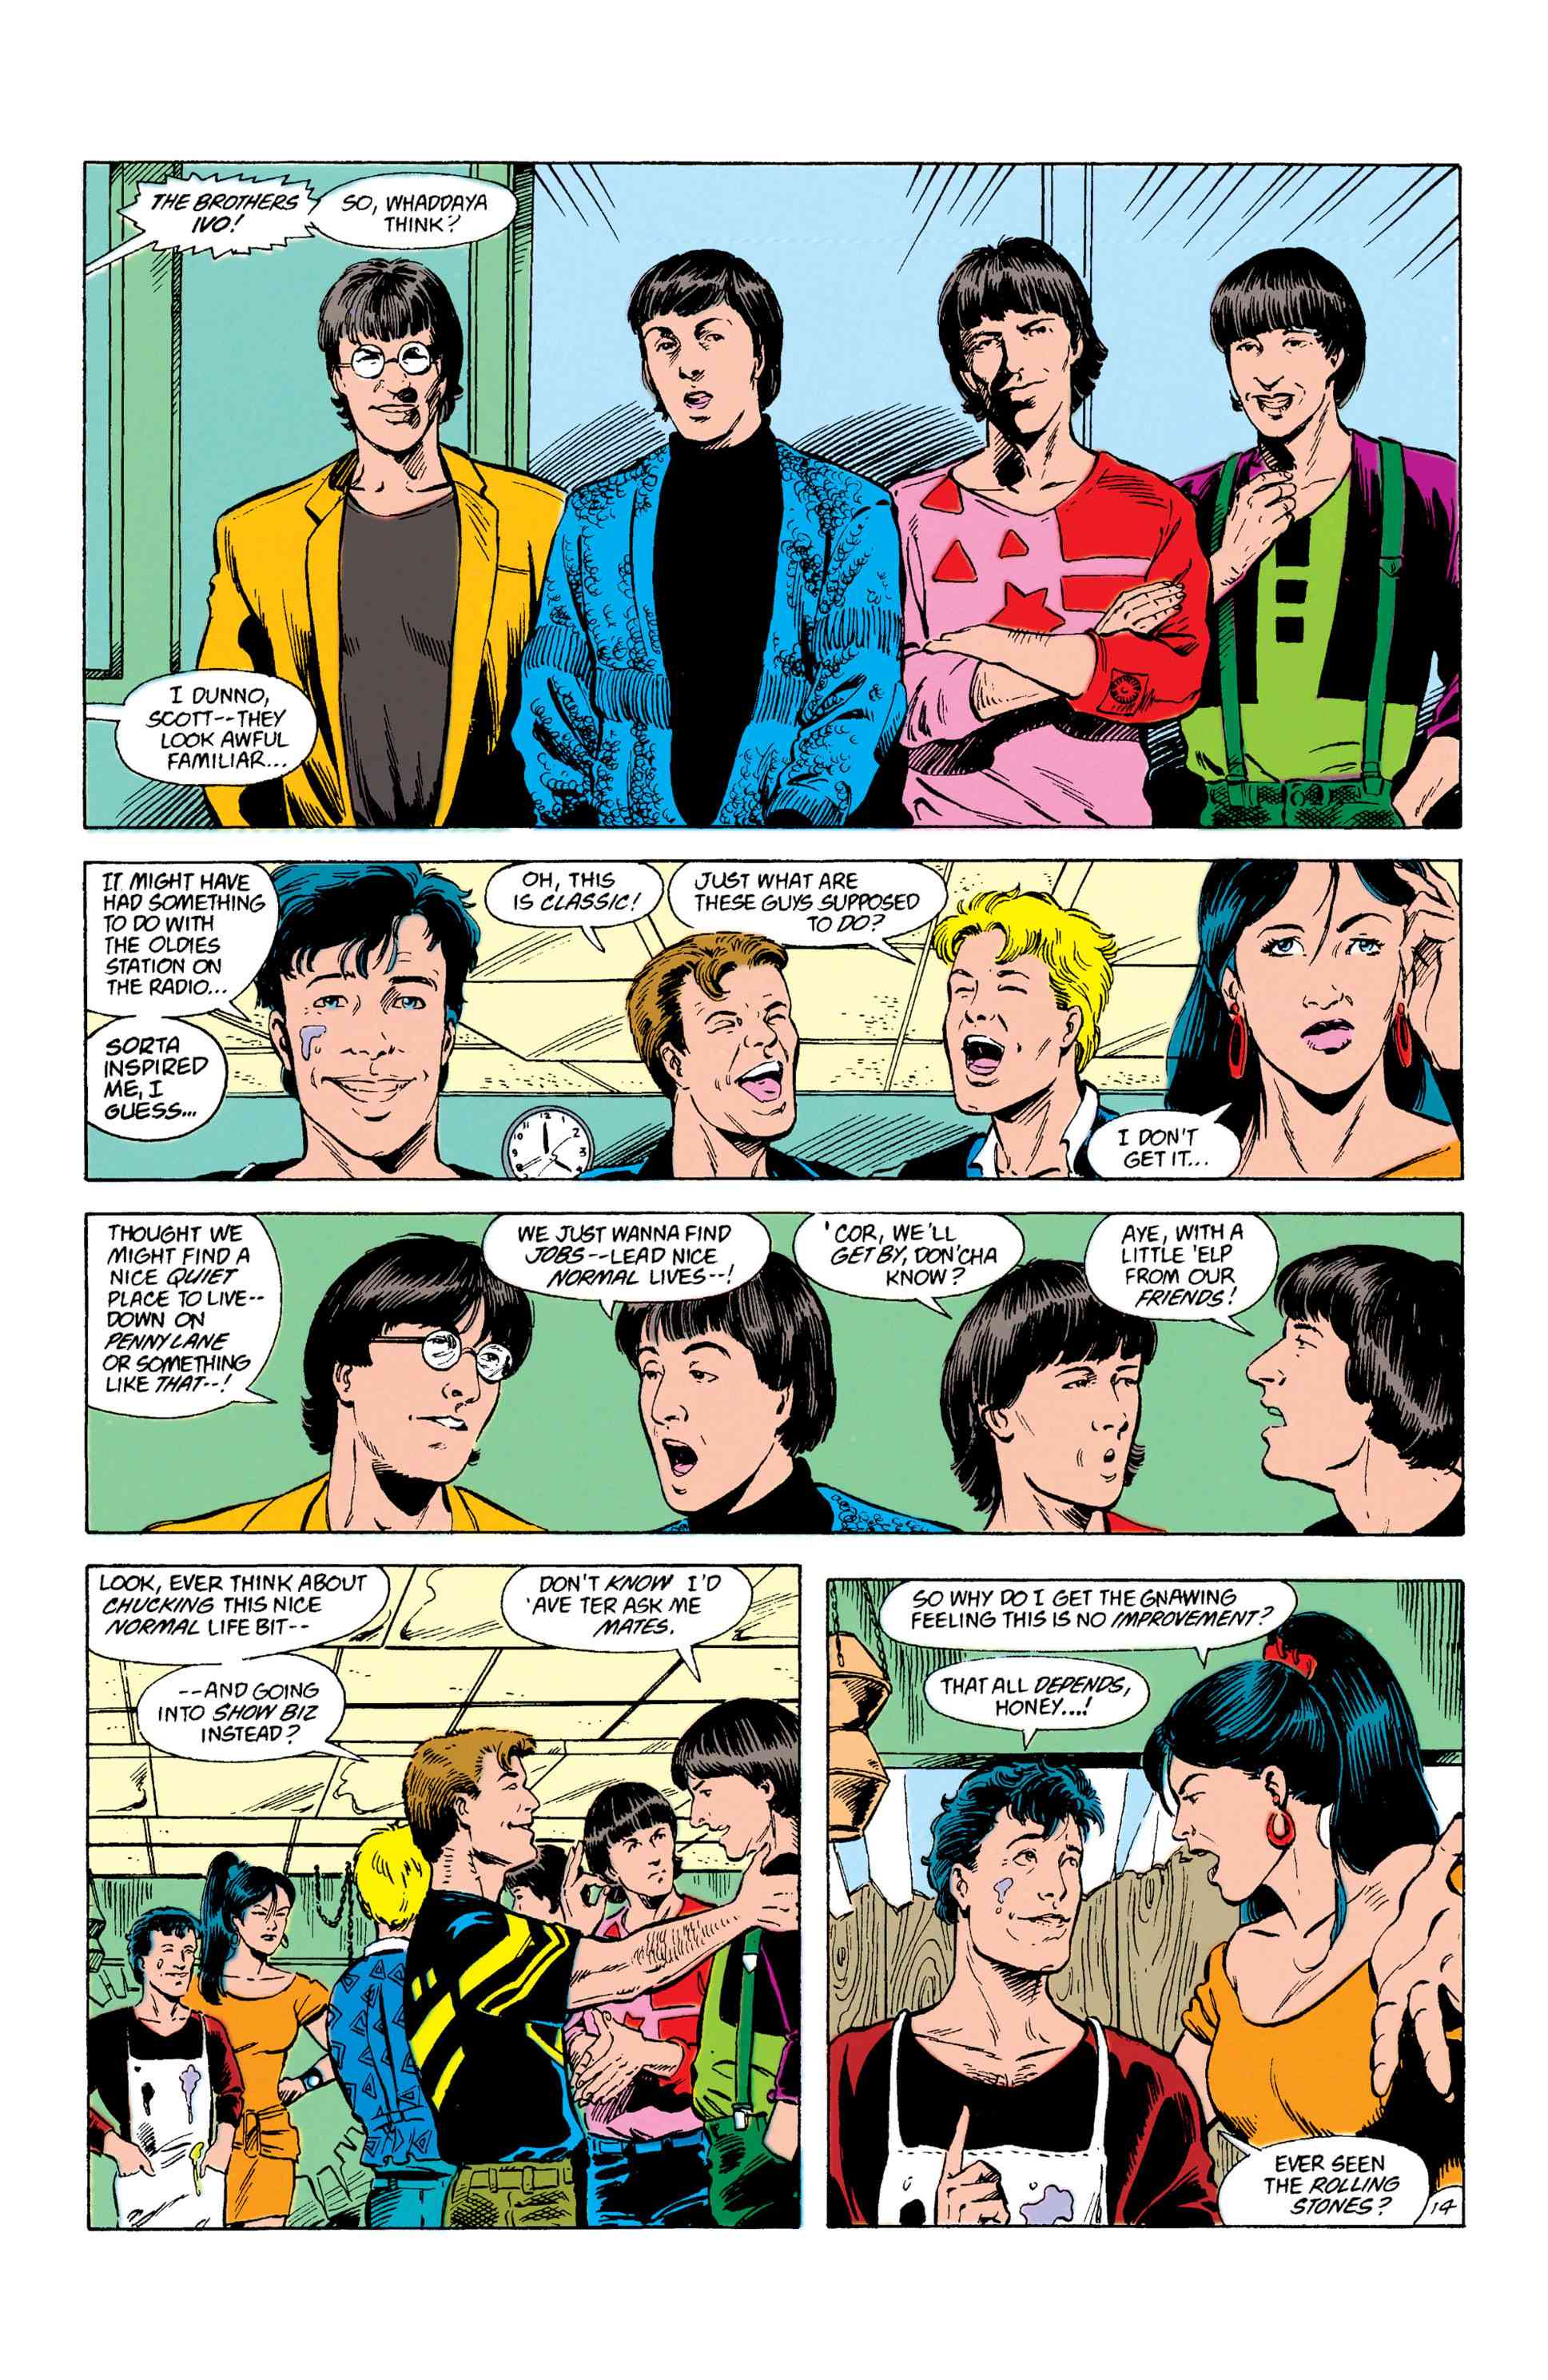 THE BROTHERS
IVO!
SO, WHADDAYA
THINK?
I DUNNO,
SCOTT--THEY
LOOK AWFUL
FAMILIAR...
IT MIGHT HAVE
HAD SOMETHING
TO DO WITH
THE OLDIES
STATION ON
THE RADIO...
SORTA
INSPIRED
ME, I
GUESS...
OH, THIS
IS CLASSIC!
JUST WHAT ARE
THESE GUYS SUPPOSED
TO DO?
11 12 1
2
3
I DON'T
GET IT...
THOUGHT WE
MIGHT FIND A
NICE QUIET
PLACE TO LIVE--
DOWN ON
PENNYLANE
OR SOMETHING
LIKE THAT--!
WE JUST WANNA FIND
JOBS--LEAD NICE
NORMAL LIVES--!
'COR, WE'LL
GET BY, DON'CHA
KNOW?
AYE, WITH A
LITTLE 'ELP
FROM OUR
FRIENDS!
LOOK, EVER THINK ABOUT
CHUCKING THIS NICE
NORMAL LIFE BIT--
--AND GOING
INTO SHOW BIZ
INSTEAD?
DON'T KNOW I'D
'AVE TER ASK ME
MATES.
SO WHY DO I GET THE GNAWING
FEELING THIS IS NO IMPROVEMENT?
THAT ALL DEPENDS,
HONEY...!
EVER SEEN
THE ROLLING
STONES?
14